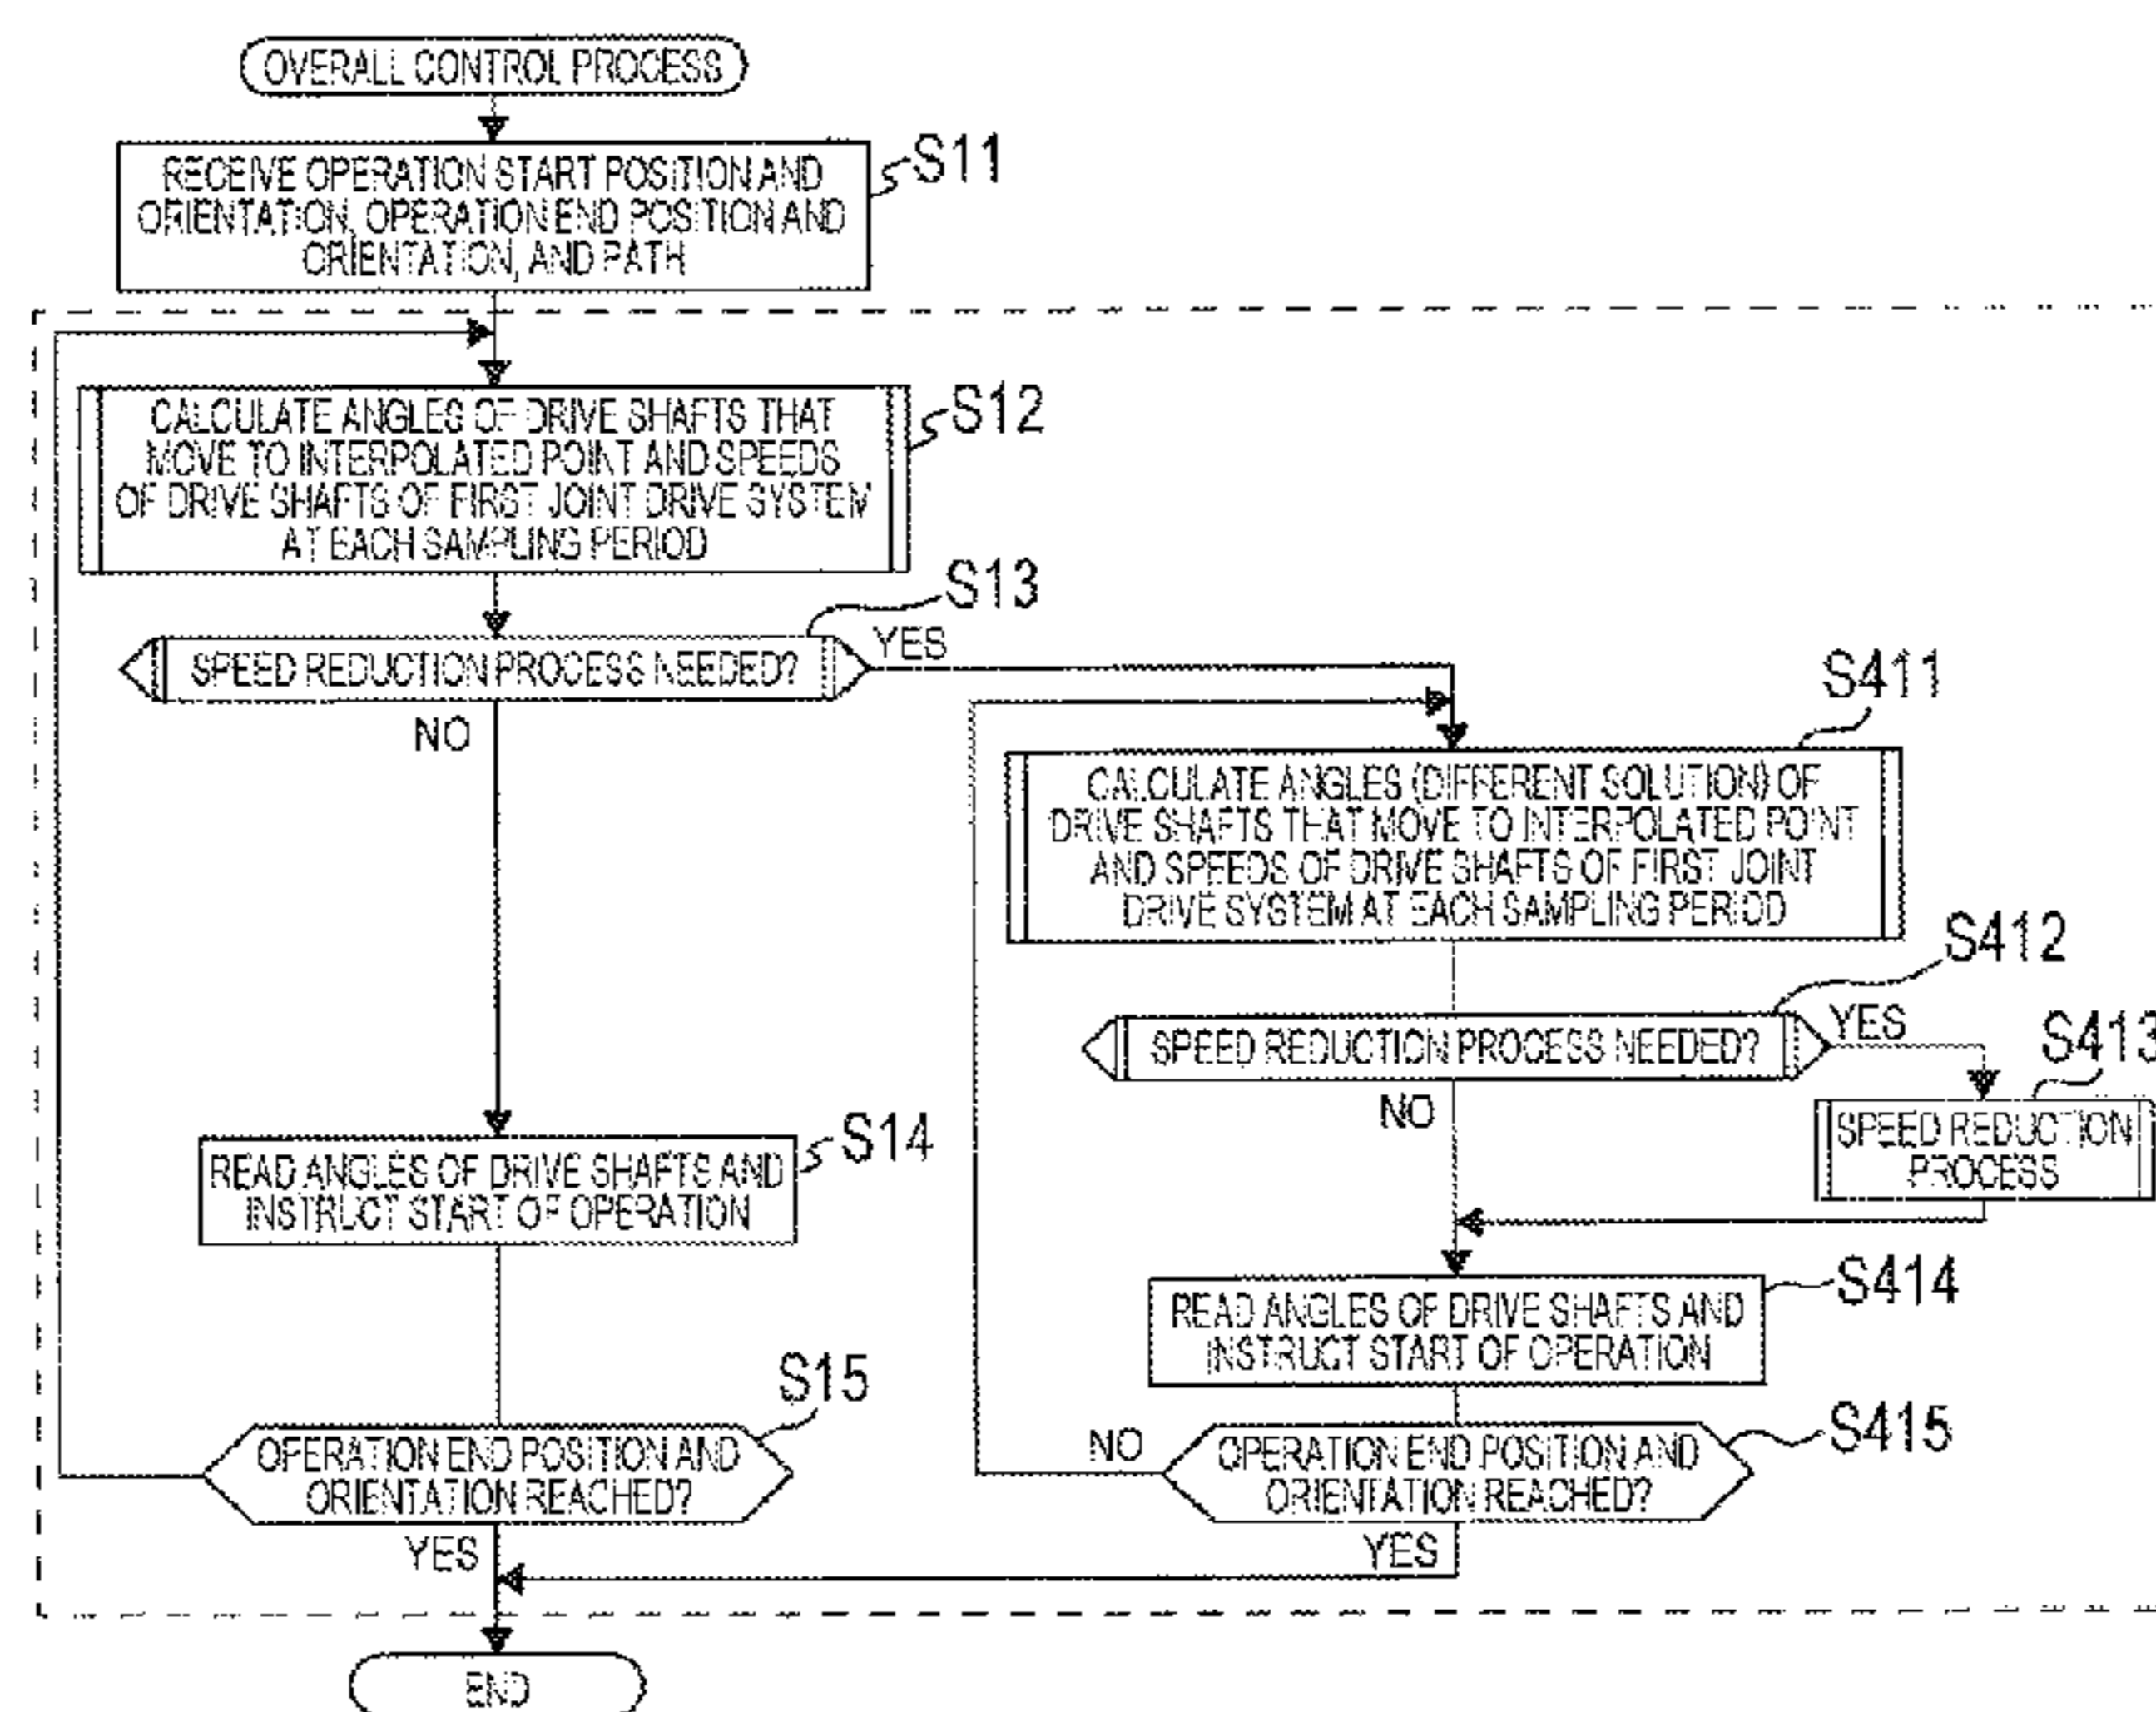 OVERALL CONTROL PROCESS
RECEIVE OPERATION START POSITION AND
ORIENTATION, OPERATION END POSITION AND
ORIENTATION, AND PATH
S11
CALCULATE ANGLES OF DRIVE SHAFTS THAT
MOVE TO INTERPOLATED POINT AND SPEEDS
OF DRIVE SHAFTS OF FIRST JOINT DRIVE SYSTEM
AT EACH SAMPLING PERIOD
S12
SPEED REDUCTION PROCESS NEEDED?
S13
YES
NO
CALCULATE ANGLES (DIFFERENT SOLUTION) OF
DRIVE SHAFTS THAT MOVE TO INTERPOLATED POINT
AND SPEEDS OF DRIVE SHAFTS OF FIRST JOINT
DRIVE SYSTEM AT EACH SAMPLING PERIOD
S411
SPEED REDUCTION PROCESS NEEDED?
S412
YES
NO
SPEED REDUCTION
PROCESS
S413
READ ANGLES OF DRIVE SHAFTS AND
INSTRUCT START OF OPERATION
S14
READ ANGLES OF DRIVE SHAFTS AND
INSTRUCT START OF OPERATION
S414
OPERATION END POSITION AND
ORIENTATION REACHED?
S15
YES
OPERATION END POSITION AND
ORIENTATION REACHED?
S415
NO
YES
END